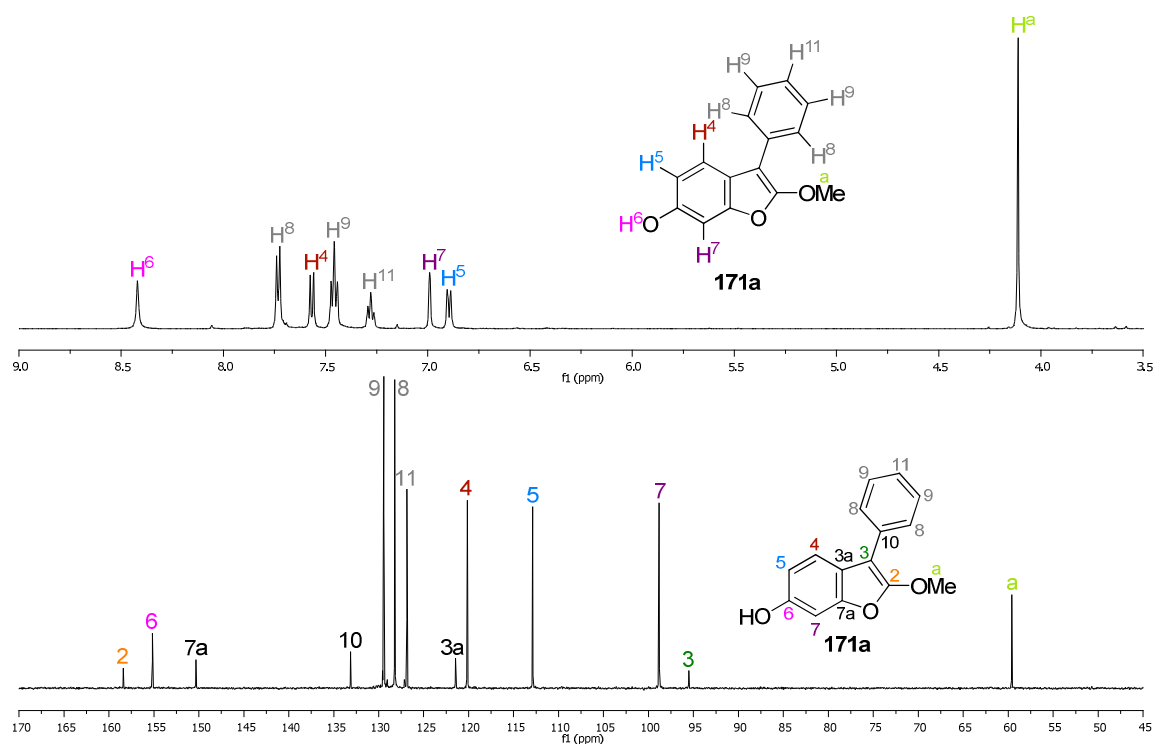 Hᵃ
H⁹ H¹¹
H⁹
H⁸
H⁴ H⁸
H⁵ a
OMe
O O
H⁶ H⁷
171a
H⁶ H⁸ H⁴ H⁹ H¹¹ H⁷ H⁵
9.0 8.5 8.0 7.5 7.0 6.5 6.0 5.5 5.0 4.5 4.0 3.5
f1 (ppm)
9 8
11 4 5 7
9 11
9
8
8
10
4 3a 3
5 a
2 OMe
HO 6 7a O
7
171a
2 6 7a 10 3a 3 a
170 165 160 155 150 145 140 135 130 125 120 115 110 105 100 95 90 85 80 75 70 65 60 55 50 45
f1 (ppm)